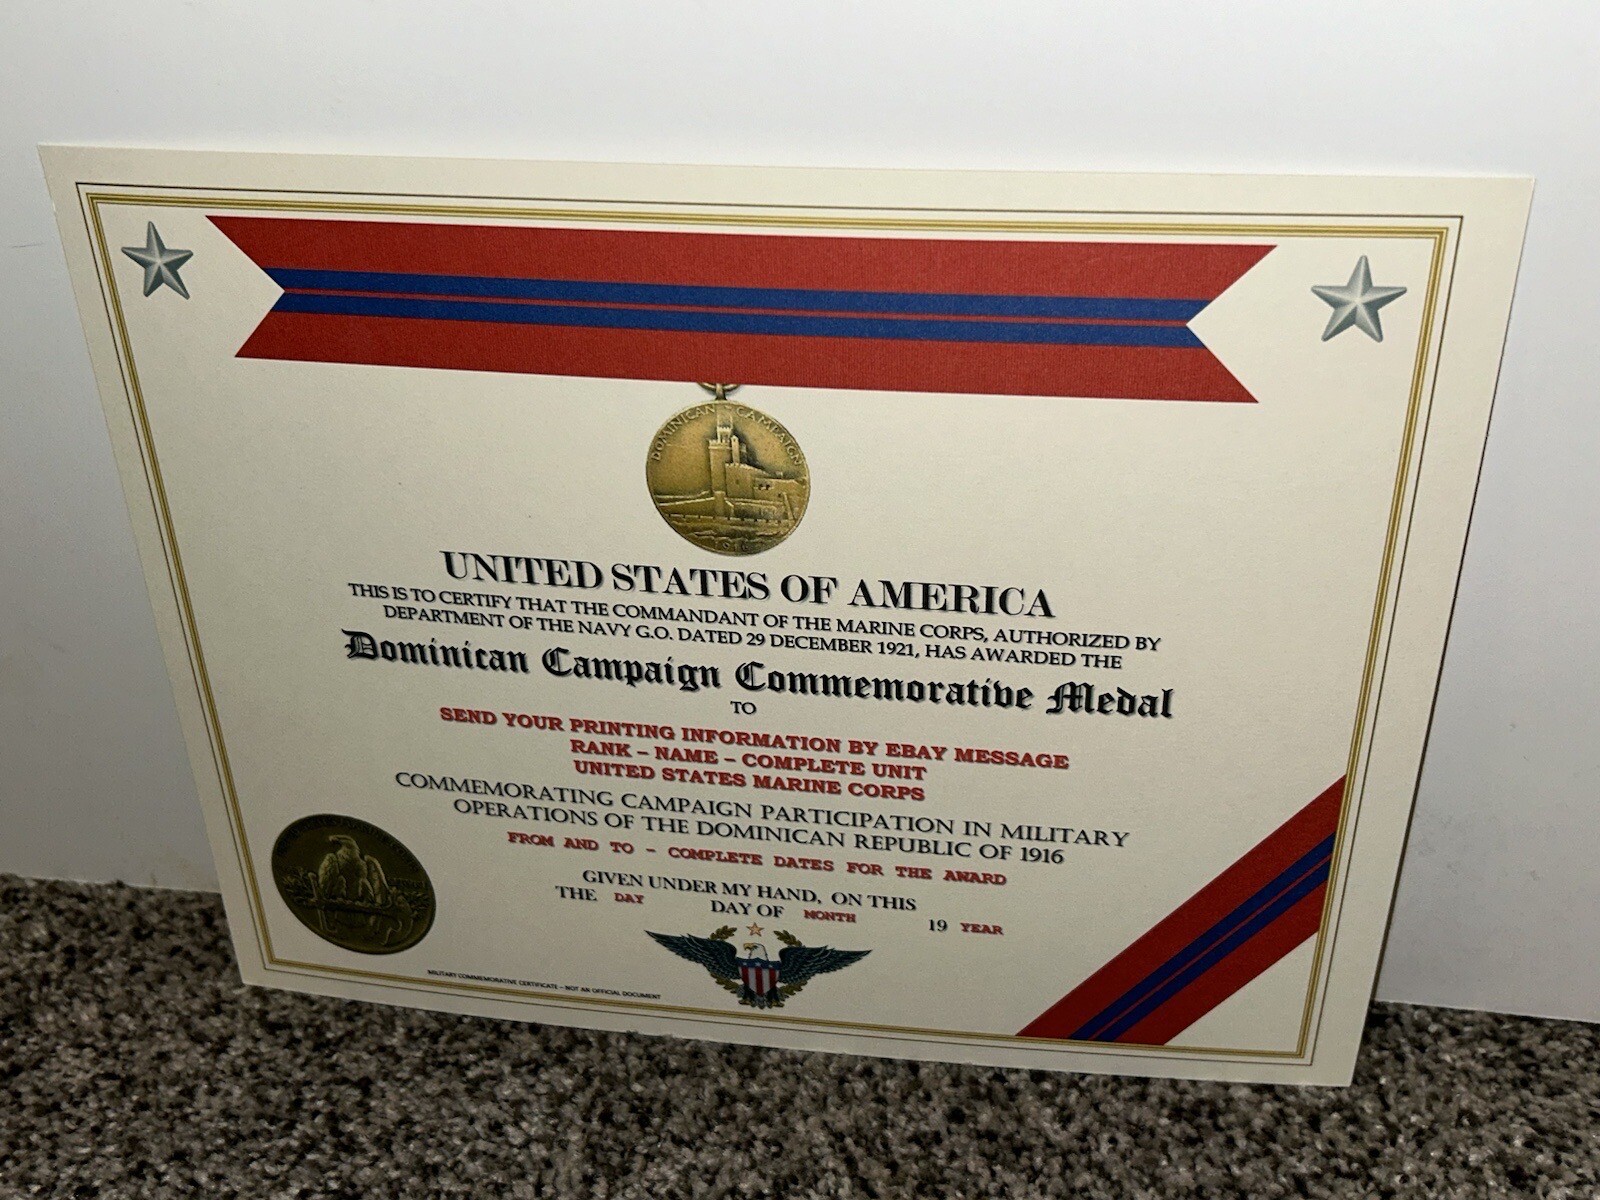 DOMINICAN CAMPAIGN
1916
UNITED STATES OF AMERICA
THIS IS TO CERTIFY THAT THE COMMANDANT OF THE MARINE CORPS, AUTHORIZED BY
DEPARTMENT OF THE NAVY G.O. DATED 29 DECEMBER 1921, HAS AWARDED THE
Dominican Campaign Commemorative Medal
TO
SEND YOUR PRINTING INFORMATION BY EBAY MESSAGE
RANK – NAME – COMPLETE UNIT
UNITED STATES MARINE CORPS
COMMEMORATING CAMPAIGN PARTICIPATION IN MILITARY
OPERATIONS OF THE DOMINICAN REPUBLIC OF 1916
FROM AND TO - COMPLETE DATES FOR THE AWARD
GIVEN UNDER MY HAND, ON THIS
THE DAY DAY OF MONTH 19 YEAR
MILITARY COMMEMORATIVE CERTIFICATE – NOT AN OFFICIAL DOCUMENT